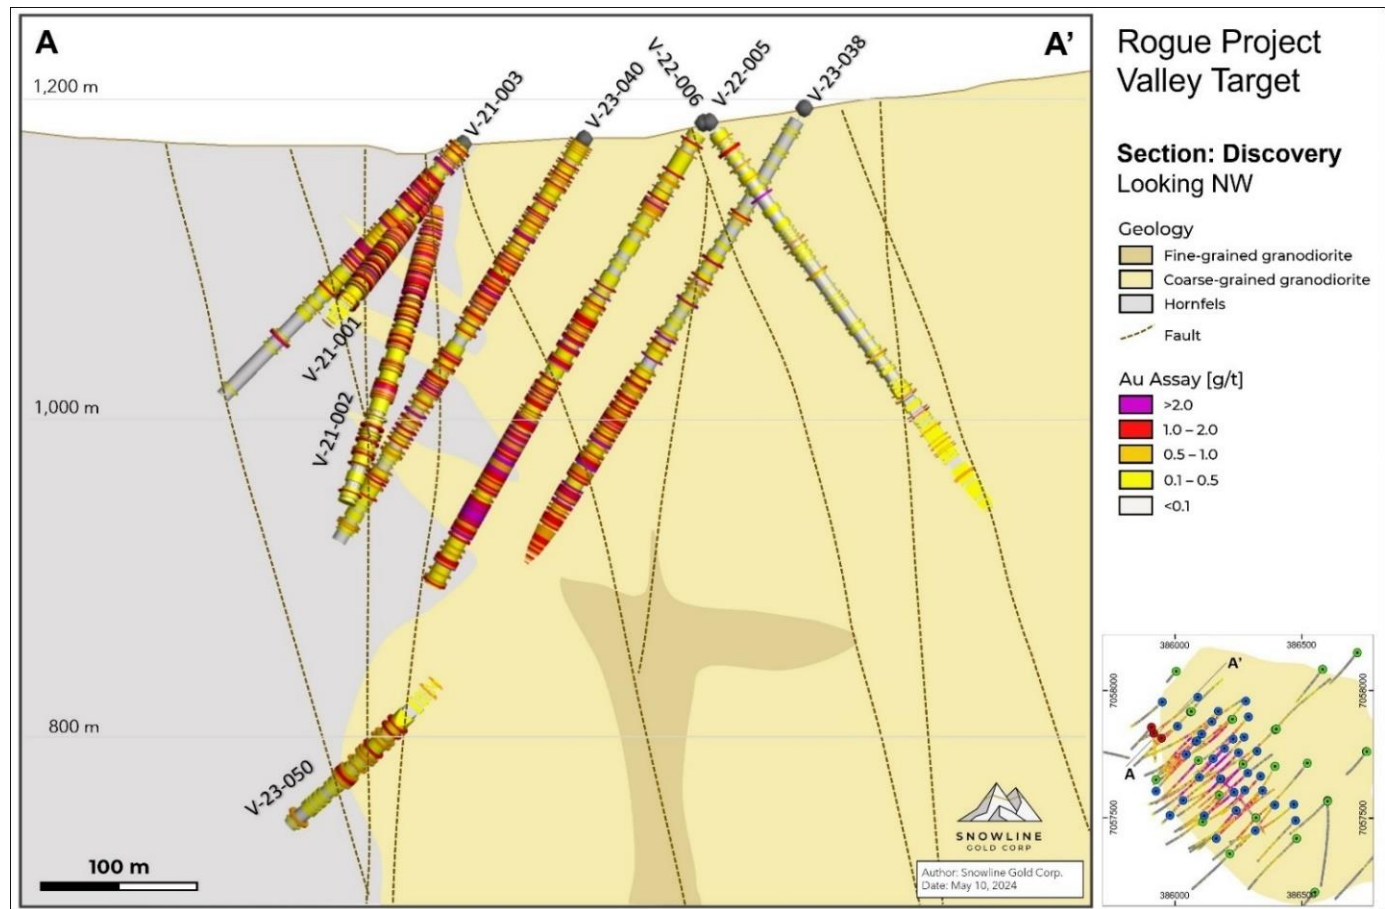 A
A'
1,200 m
V-21-003
V-23-040
V-22-006
V-22-005
V-23-038
V-21-001
1,000 m
V-21-002
800 m
V-23-050
100 m
SNOWLINE
GOLD CORP
Author: Snowline Gold Corp.
Date: May 10, 2024
Rogue Project
Valley Target
Section: Discovery
Looking NW
Geology
Fine-grained granodiorite
Coarse-grained granodiorite
Hornfels
Fault
Au Assay [g/t]
>2.0
1.0 – 2.0
0.5 – 1.0
0.1 – 0.5
<0.1
386000
386500
A'
7058000
7058000
A
7057500
7057500
386000
386500